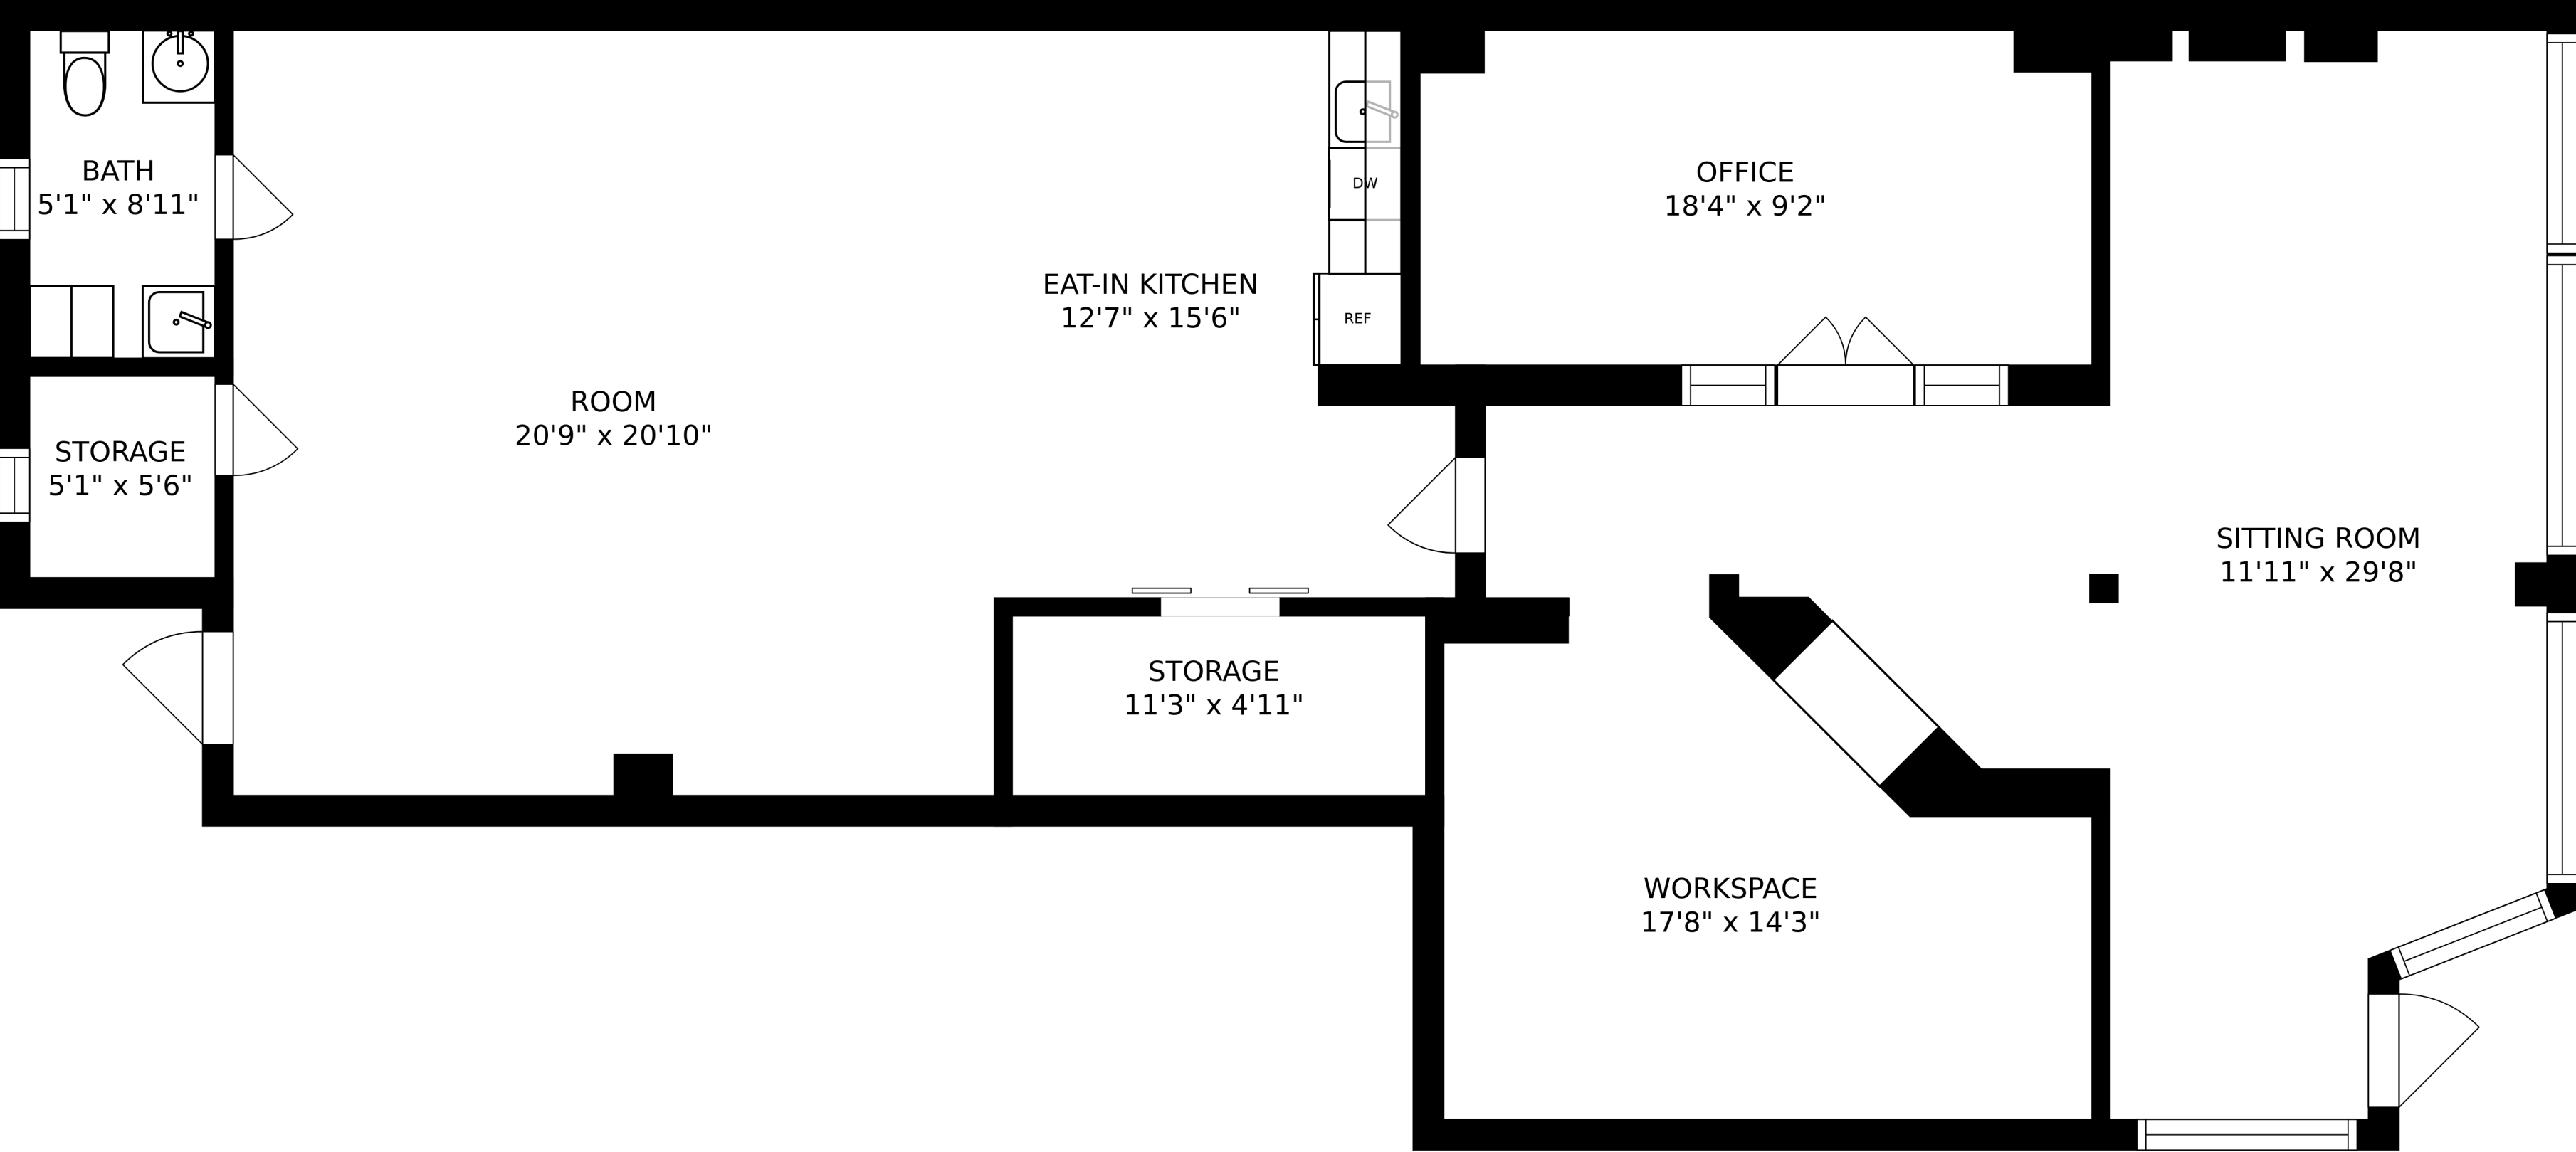 BATH
5'1" x 8'11"
STORAGE
5'1" x 5'6"
ROOM
20'9" x 20'10"
EAT-IN KITCHEN
12'7" x 15'6"
DW
REF
STORAGE
11'3" x 4'11"
OFFICE
18'4" x 9'2"
SITTING ROOM
11'11" x 29'8"
WORKSPACE
17'8" x 14'3"